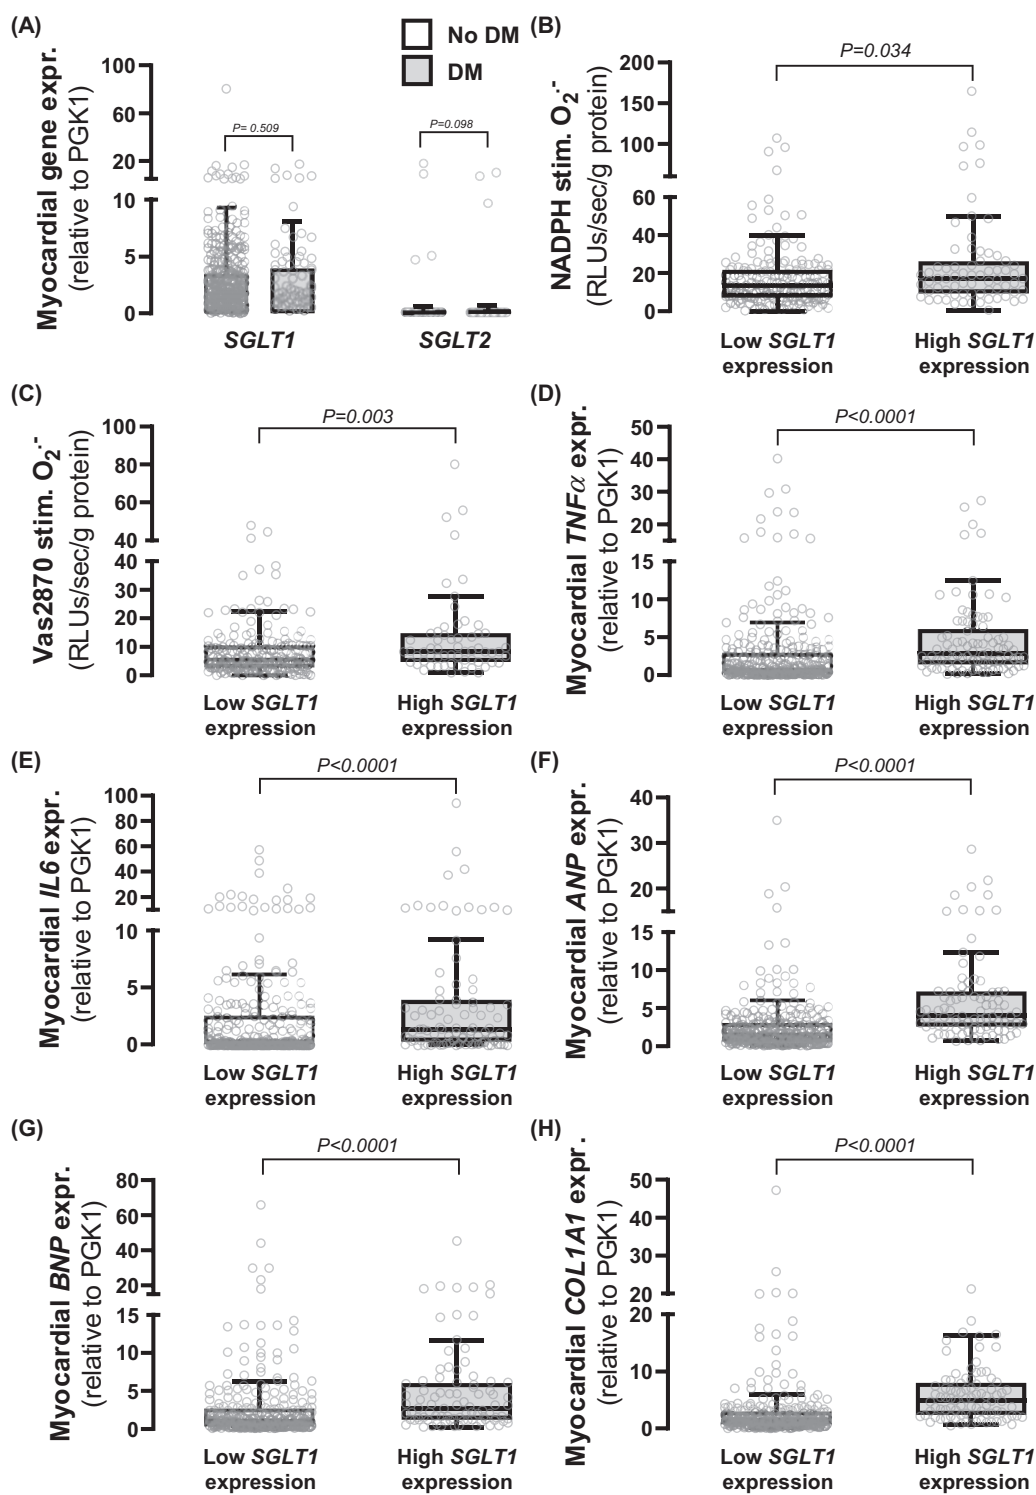 (A)
Myocardial gene expr.
(relative to PGK1)
No DM
DM
100
60
20
10
5
0
P= 0.509
P=0.098
SGLT1
SGLT2
(B)
NADPH stim. O2·-
(RLUs/sec/g protein)
P=0.034
200
150
100
60
40
20
0
Low SGLT1
expression
High SGLT1
expression
(C)
Vas2870 stim. O2·-
(RLUs/sec/g protein)
P=0.003
100
80
60
40
40
30
20
10
0
Low SGLT1
expression
High SGLT1
expression
(D)
Myocardial TNFα expr.
(relative to PGK1)
P<0.0001
50
40
30
20
15
10
5
0
Low SGLT1
expression
High SGLT1
expression
(E)
Myocardial IL6 expr.
(relative to PGK1)
P<0.0001
100
80
60
40
20
10
5
0
Low SGLT1
expression
High SGLT1
expression
(F)
Myocardial ANP expr.
(relative to PGK1)
P<0.0001
40
30
20
15
10
5
0
Low SGLT1
expression
High SGLT1
expression
(G)
Myocardial BNP expr.
(relative to PGK1)
P<0.0001
80
60
40
20
15
10
5
0
Low SGLT1
expression
High SGLT1
expression
(H)
Myocardial COL1A1 expr.
(relative to PGK1)
P<0.0001
50
40
30
20
20
10
0
Low SGLT1
expression
High SGLT1
expression